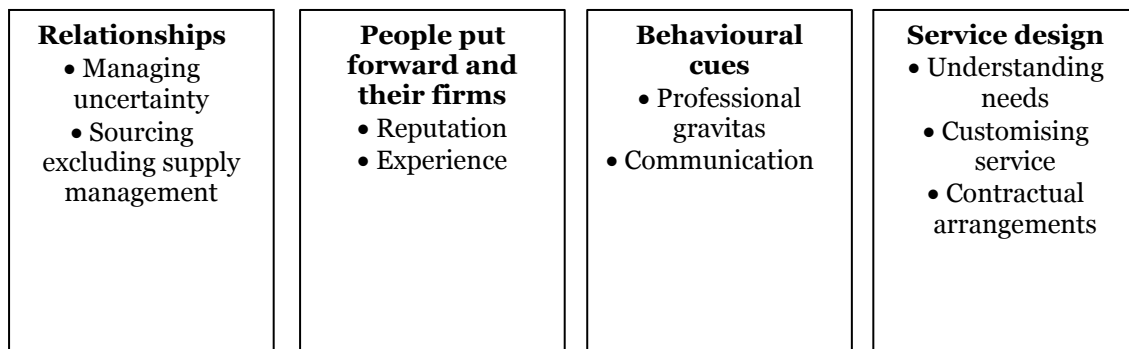 Relationships
• Managing
uncertainty
• Sourcing
excluding supply
management
People put
forward and
their firms
• Reputation
• Experience
Behavioural
cues
• Professional
gravitas
• Communication
Service design
• Understanding
needs
• Customising
service
• Contractual
arrangements